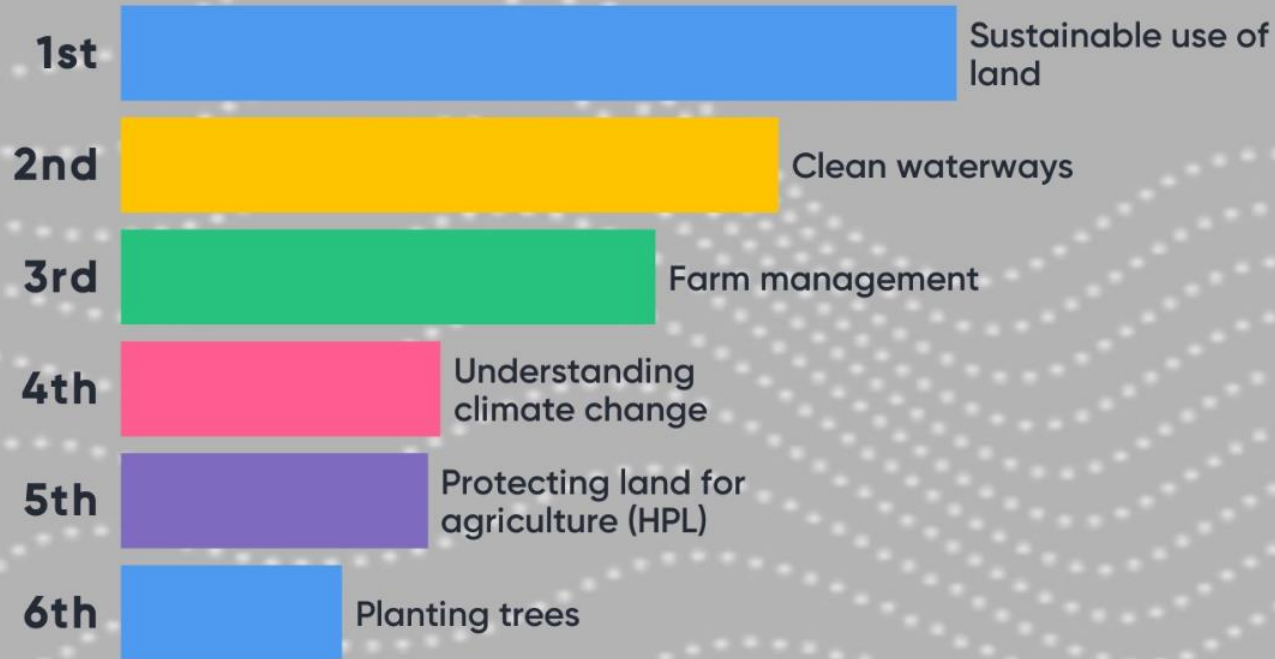 1st
Sustainable use of
land
2nd
Clean waterways
3rd
Farm management
4th
Understanding
climate change
5th
Protecting land for
agriculture (HPL)
6th
Planting trees